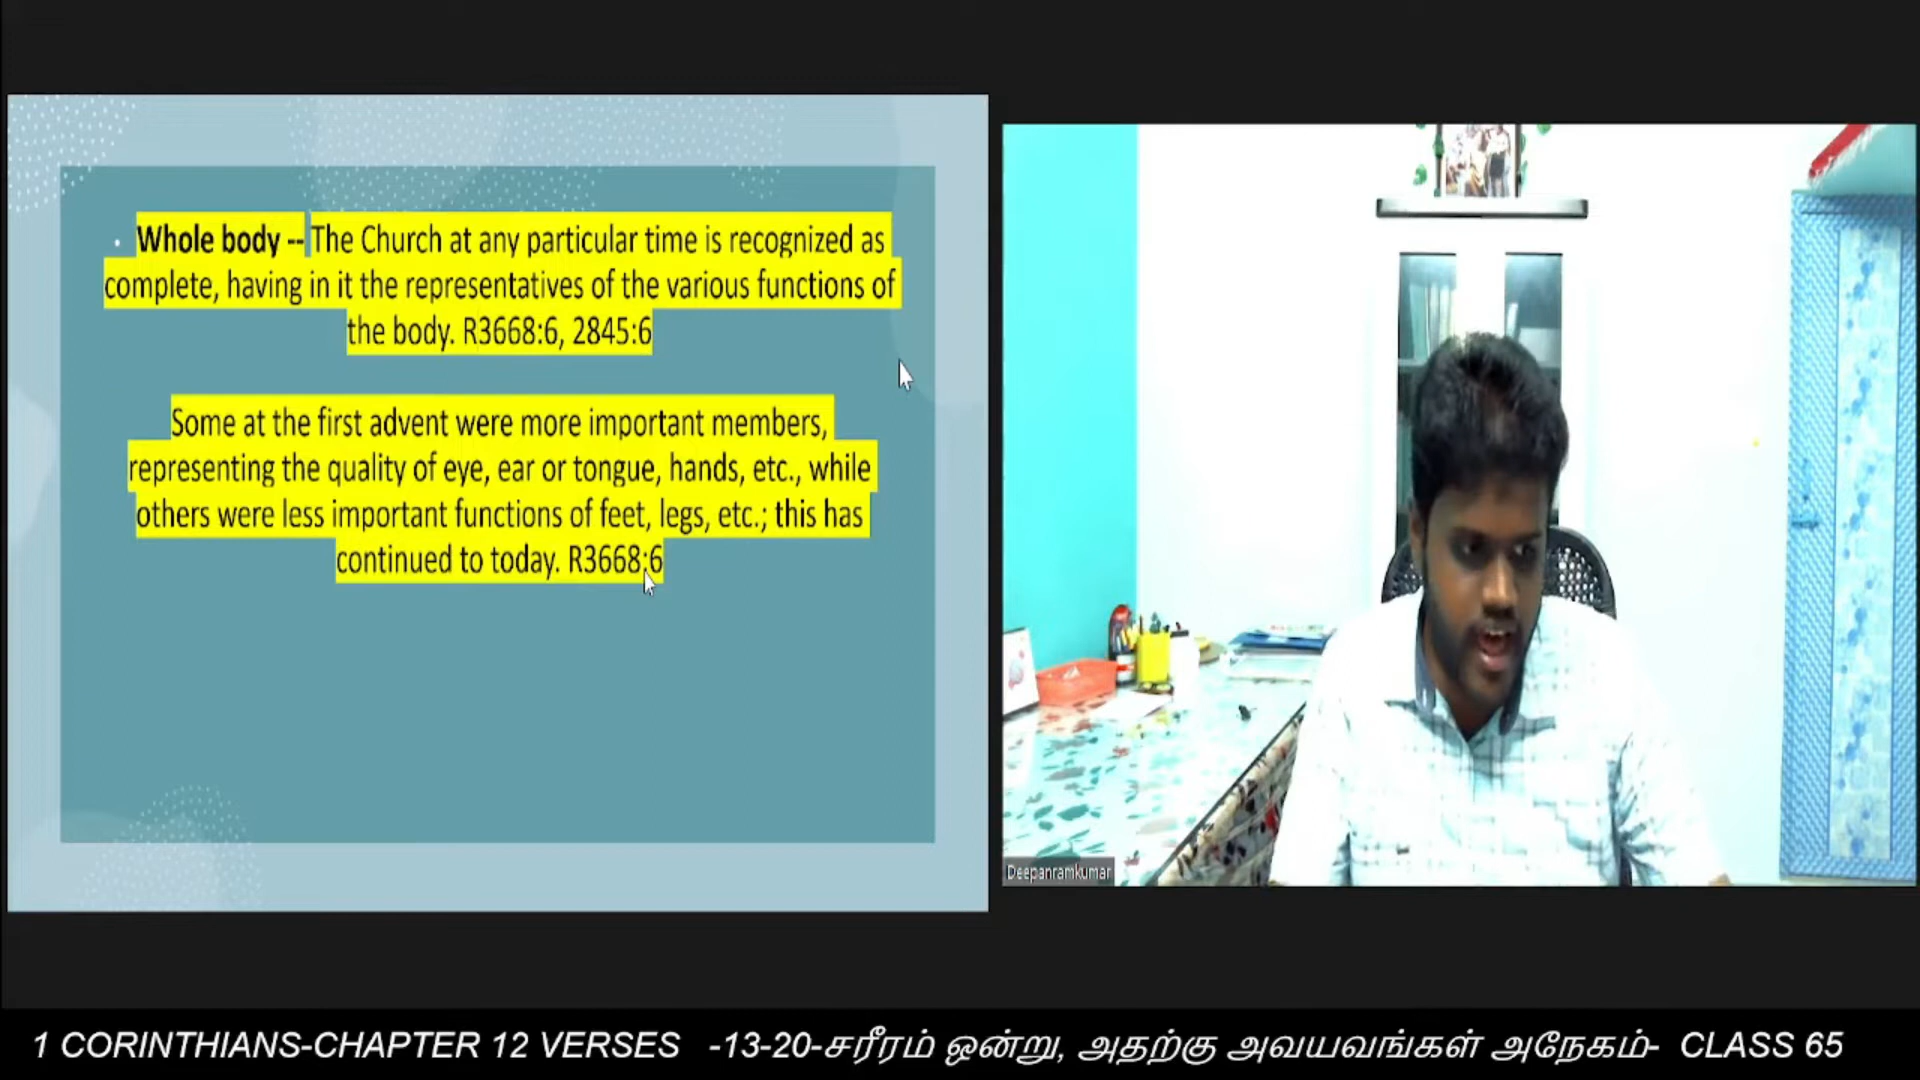 Whole body -- The Church at any particular time is recognized as
complete, having in it the representatives of the various functions of
the body. R3668:6, 2845:6
Some at the first advent were more important members,
representing the quality of eye, ear or tongue, hands, etc., while
others were less important functions of feet, legs, etc.; this has
continued to today. R3668:6
Deepanramkumar
1 CORINTHIANS-CHAPTER 12 VERSES -13-20-சரீரம் ஒன்று, அதற்கு அவயவங்கள் அநேகம்- CLASS 65